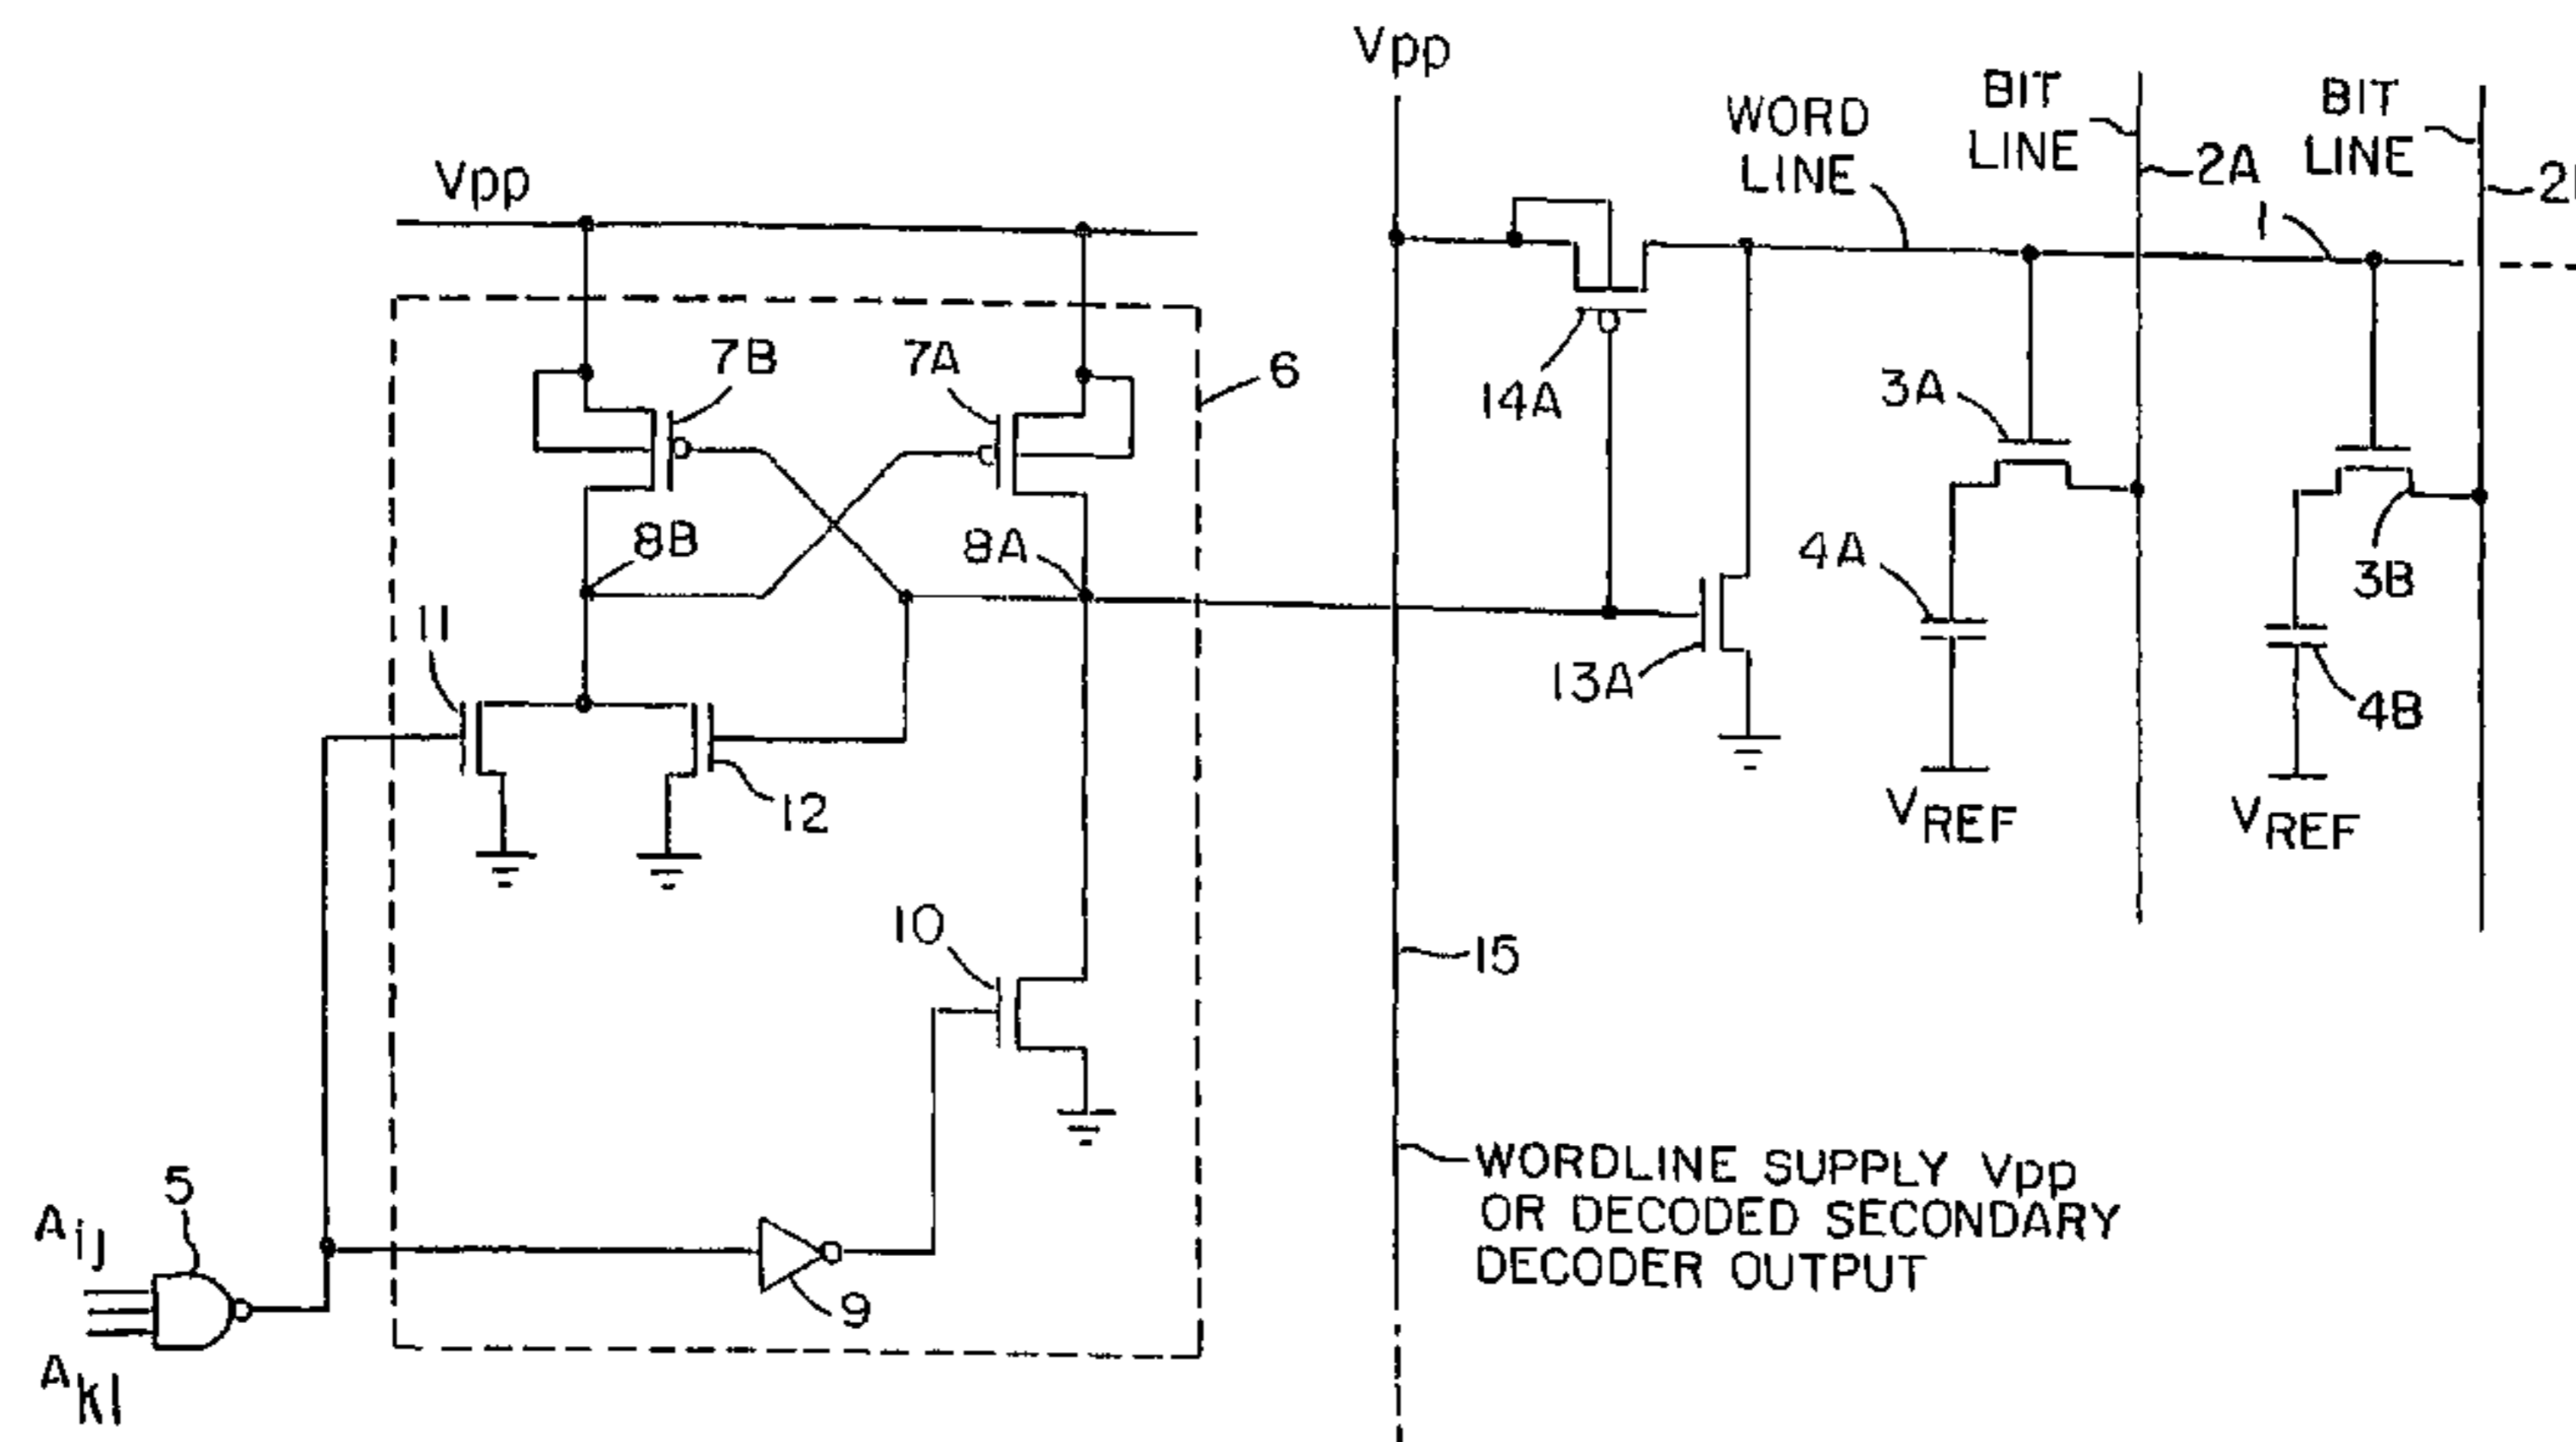 Vpp
Vpp
WORD
LINE
BIT
LINE
2A
BIT
LINE
1
7B
7A
6
14A
3A
8B
8A
4A
3B
11
13A
4B
12
VREF
VREF
10
15
5
Aij
WORDLINE SUPPLY Vpp
OR DECODED SECONDARY
DECODER OUTPUT
9
Akl